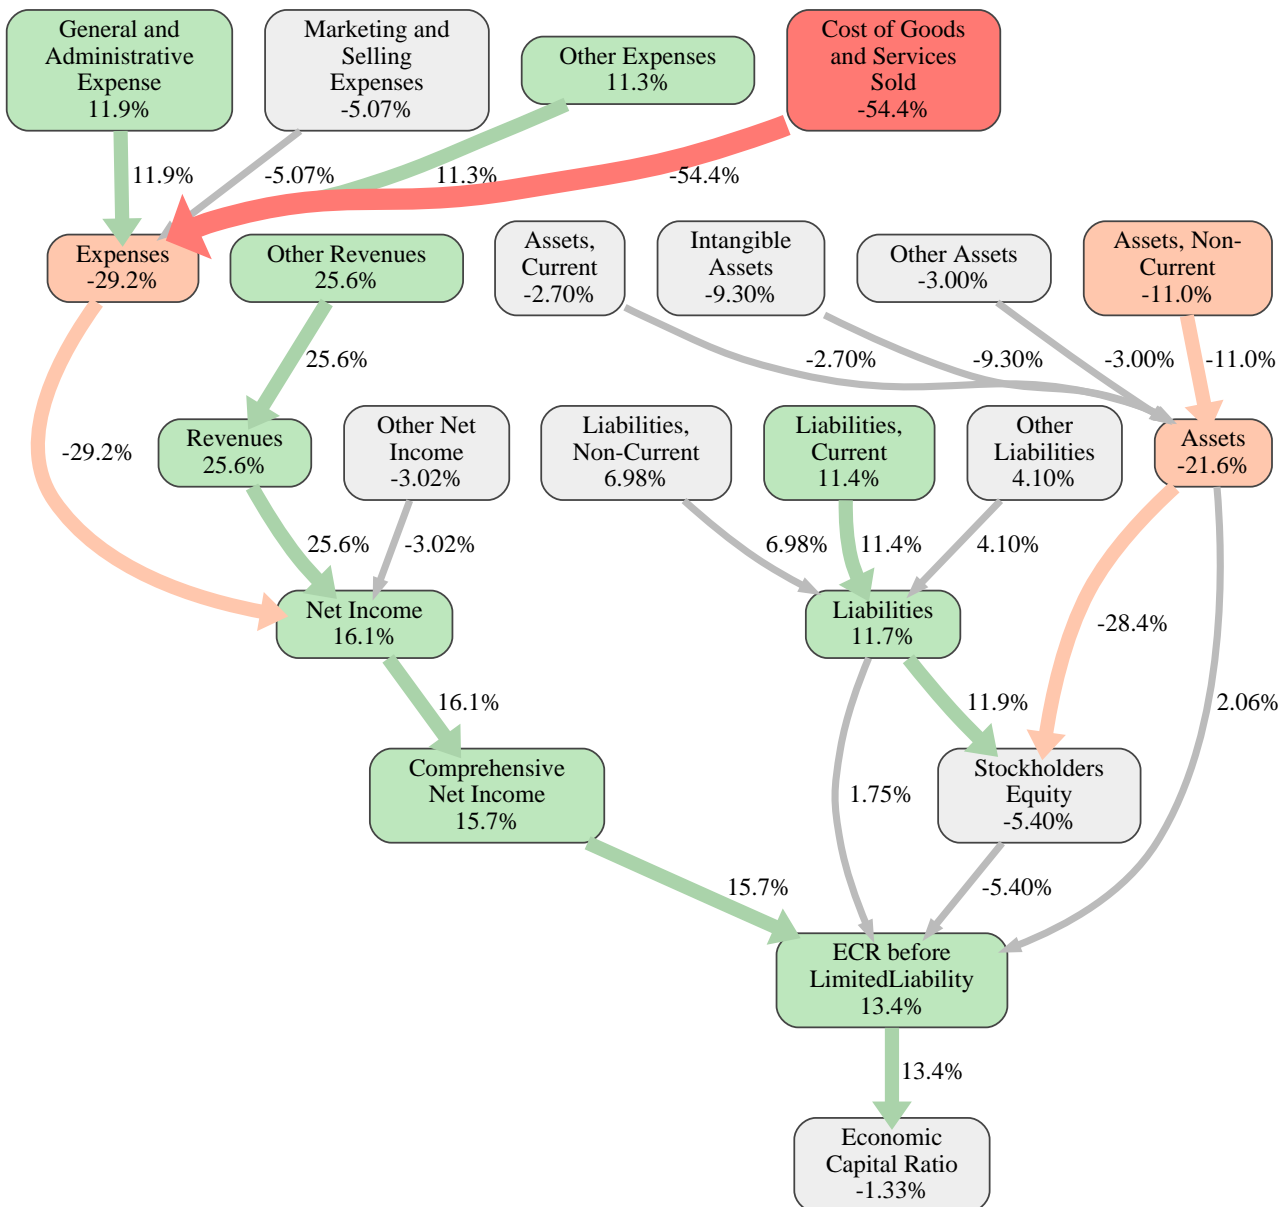 General and
Administrative
Expense
11.9%
Marketing and
Selling
Expenses
-5.07%
Other Expenses
11.3%
Cost of Goods
and Services
Sold
-54.4%
11.9%
-5.07%
11.3%
-54.4%
Expenses
-29.2%
Other Revenues
25.6%
Assets,
Current
-2.70%
Intangible
Assets
-9.30%
Other Assets
-3.00%
Assets, Non-
Current
-11.0%
25.6%
-2.70%
-9.30%
-3.00%
-11.0%
-29.2%
Revenues
25.6%
Other Net
Income
-3.02%
Liabilities,
Non-Current
6.98%
Liabilities,
Current
11.4%
Other
Liabilities
4.10%
Assets
-21.6%
25.6%
-3.02%
6.98%
11.4%
4.10%
Net Income
16.1%
Liabilities
11.7%
-28.4%
16.1%
11.9%
2.06%
Comprehensive
Net Income
15.7%
1.75%
Stockholders
Equity
-5.40%
15.7%
-5.40%
ECR before
LimitedLiability
13.4%
13.4%
Economic
Capital Ratio
-1.33%